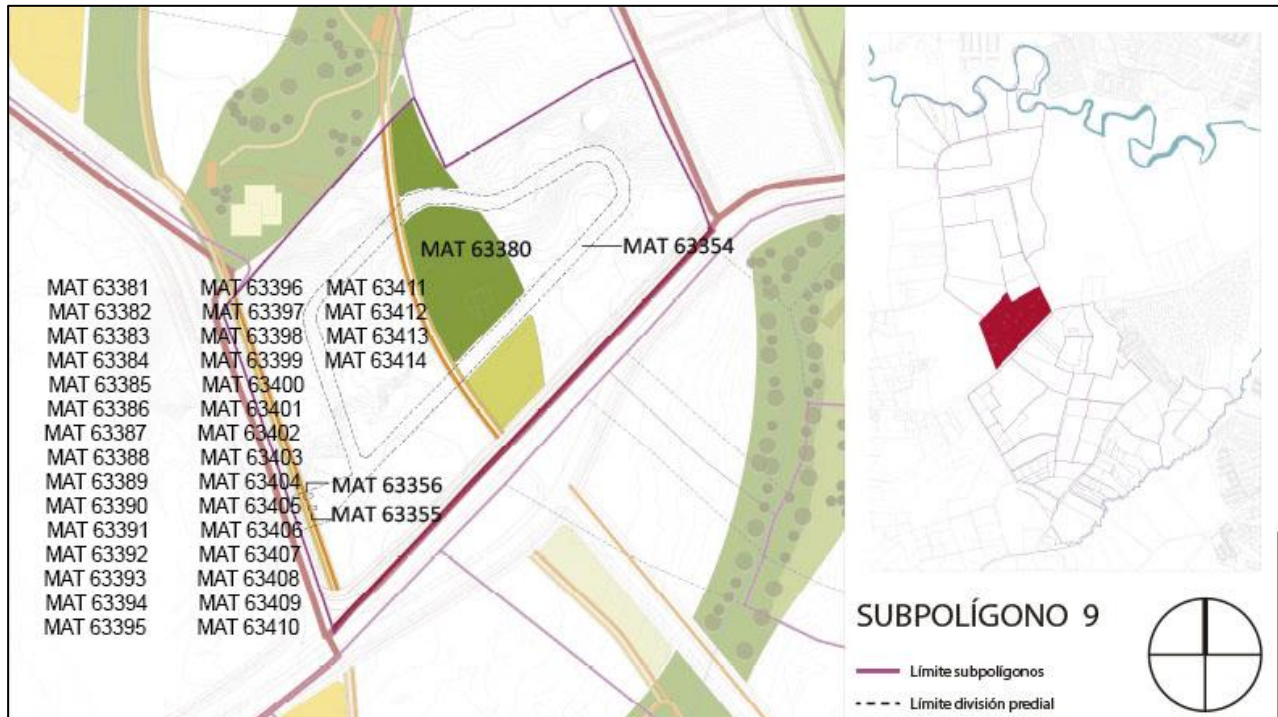 MAT 63380
MAT 63354
MAT 63381 MAT 63396 MAT 63411
MAT 63382 MAT 63397 MAT 63412
MAT 63383 MAT 63398 MAT 63413
MAT 63384 MAT 63399 MAT 63414
MAT 63385 MAT 63400
MAT 63386 MAT 63401
MAT 63387 MAT 63402
MAT 63388 MAT 63403
MAT 63389 MAT 63404 MAT 63356
MAT 63390 MAT 63405 MAT 63355
MAT 63391 MAT 63406
MAT 63392 MAT 63407
MAT 63393 MAT 63408
MAT 63394 MAT 63409
MAT 63395 MAT 63410
SUBPOLÍGONO 9
Límite subpolígonos
Límite división predial